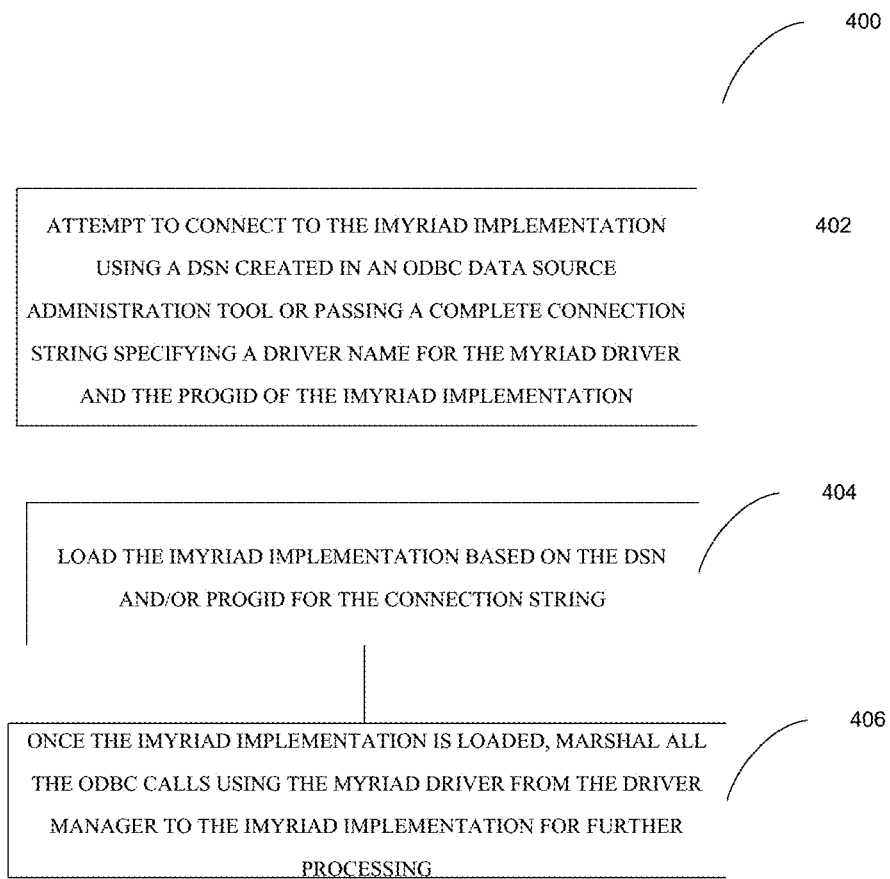 400
ATTEMPT TO CONNECT TO THE IMYRIAD IMPLEMENTATION
402
USING A DSN CREATED IN AN ODBC DATA SOURCE
ADMINISTRATION TOOL OR PASSING A COMPLETE CONNECTION
STRING SPECIFYING A DRIVER NAME FOR THE MYRIAD DRIVER
AND THE PROGID OF THE IMYRIAD IMPLEMENTATION
404
LOAD THE IMYRIAD IMPLEMENTATION BASED ON THE DSN
AND/OR PROGID FOR THE CONNECTION STRING
406
ONCE THE IMYRIAD IMPLEMENTATION IS LOADED, MARSHAL ALL
THE ODBC CALLS USING THE MYRIAD DRIVER FROM THE DRIVER
MANAGER TO THE IMYRIAD IMPLEMENTATION FOR FURTHER
PROCESSING